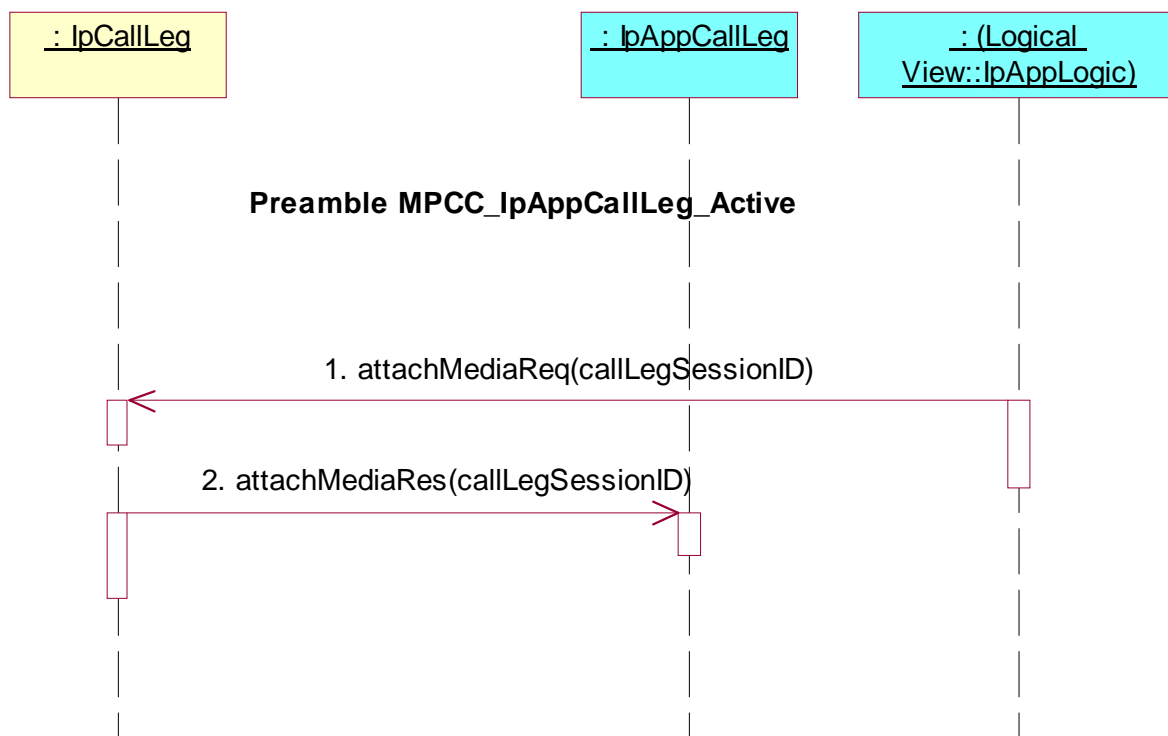 : IpCallLeg
: IpAppCallLeg
: (Logical
View::IpAppLogic)
Preamble MPCC_IpAppCallLeg_Active
1. attachMediaReq(callLegSessionID)
2. attachMediaRes(callLegSessionID)